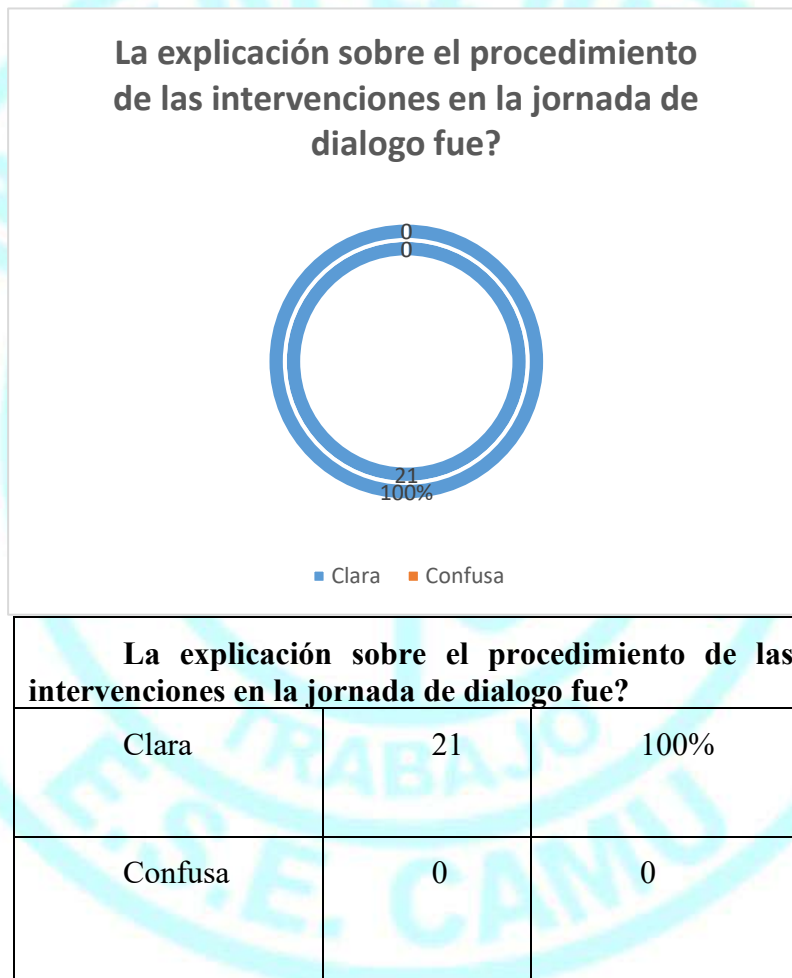 La explicación sobre el procedimiento
de las intervenciones en la jornada de
dialogo fue?
0
0
21
100%
Clara Confusa
La explicación sobre el procedimiento de las
intervenciones en la jornada de dialogo fue?
Clara 21 100%
TRABAJO
Confusa 0 0
E.S.E. CAMU